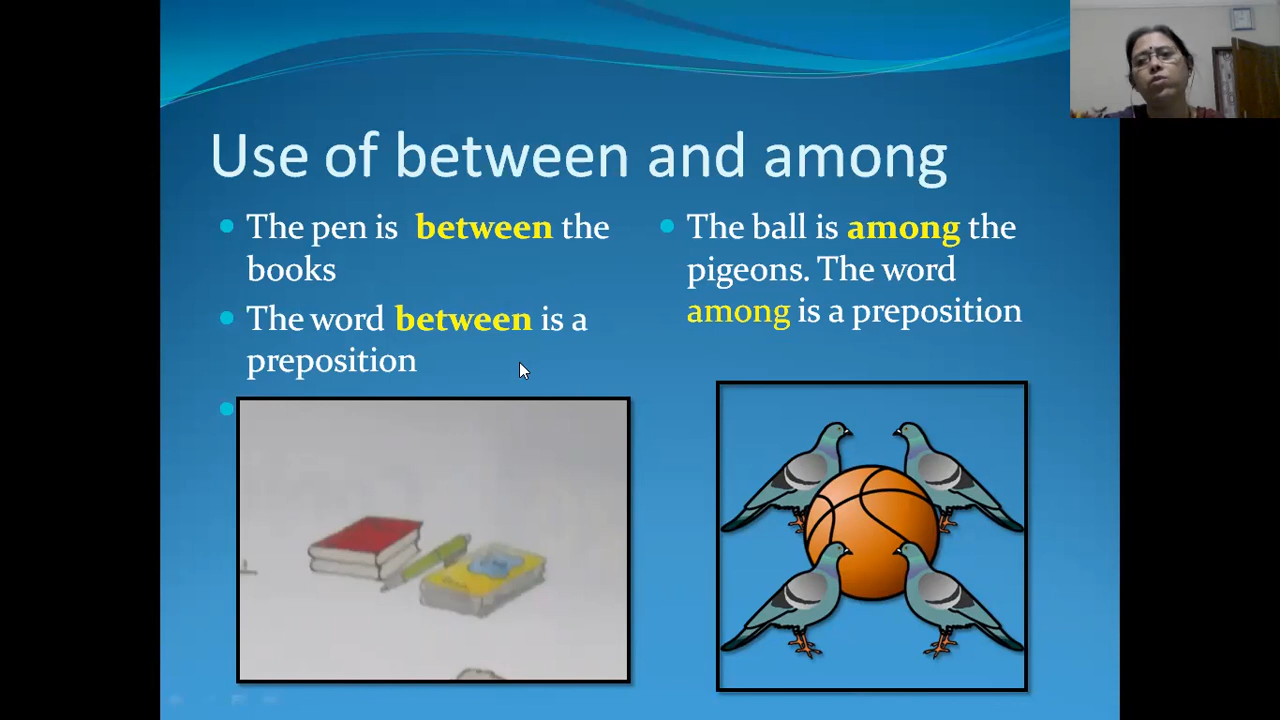 Use of between and among
The pen is between the
books
The word between is a
preposition
The ball is among the
pigeons. The word
among is a preposition